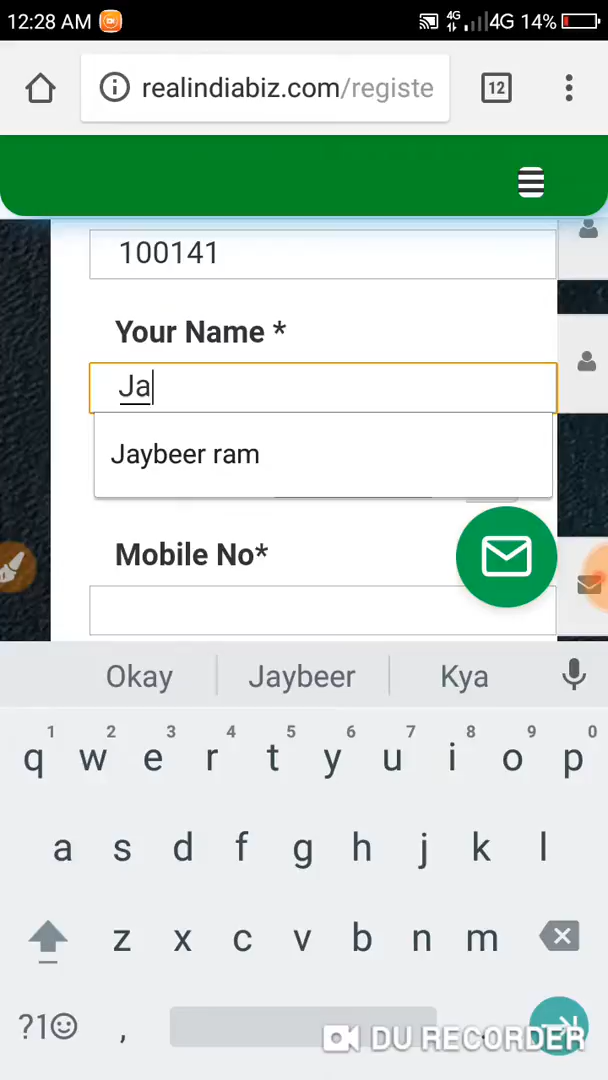 12:28 AM 4G 4G 14%
realindiabiz.com/registe 12
100141
Your Name *
Ja
Jaybeer ram
Mobile No*
Okay Jaybeer Kya
1 2 3 4 5 6 7 8 9 0
q w e r t y u i o p
a s d f g h j k l
z x c v b n m
?1 , .
DU RECORDER